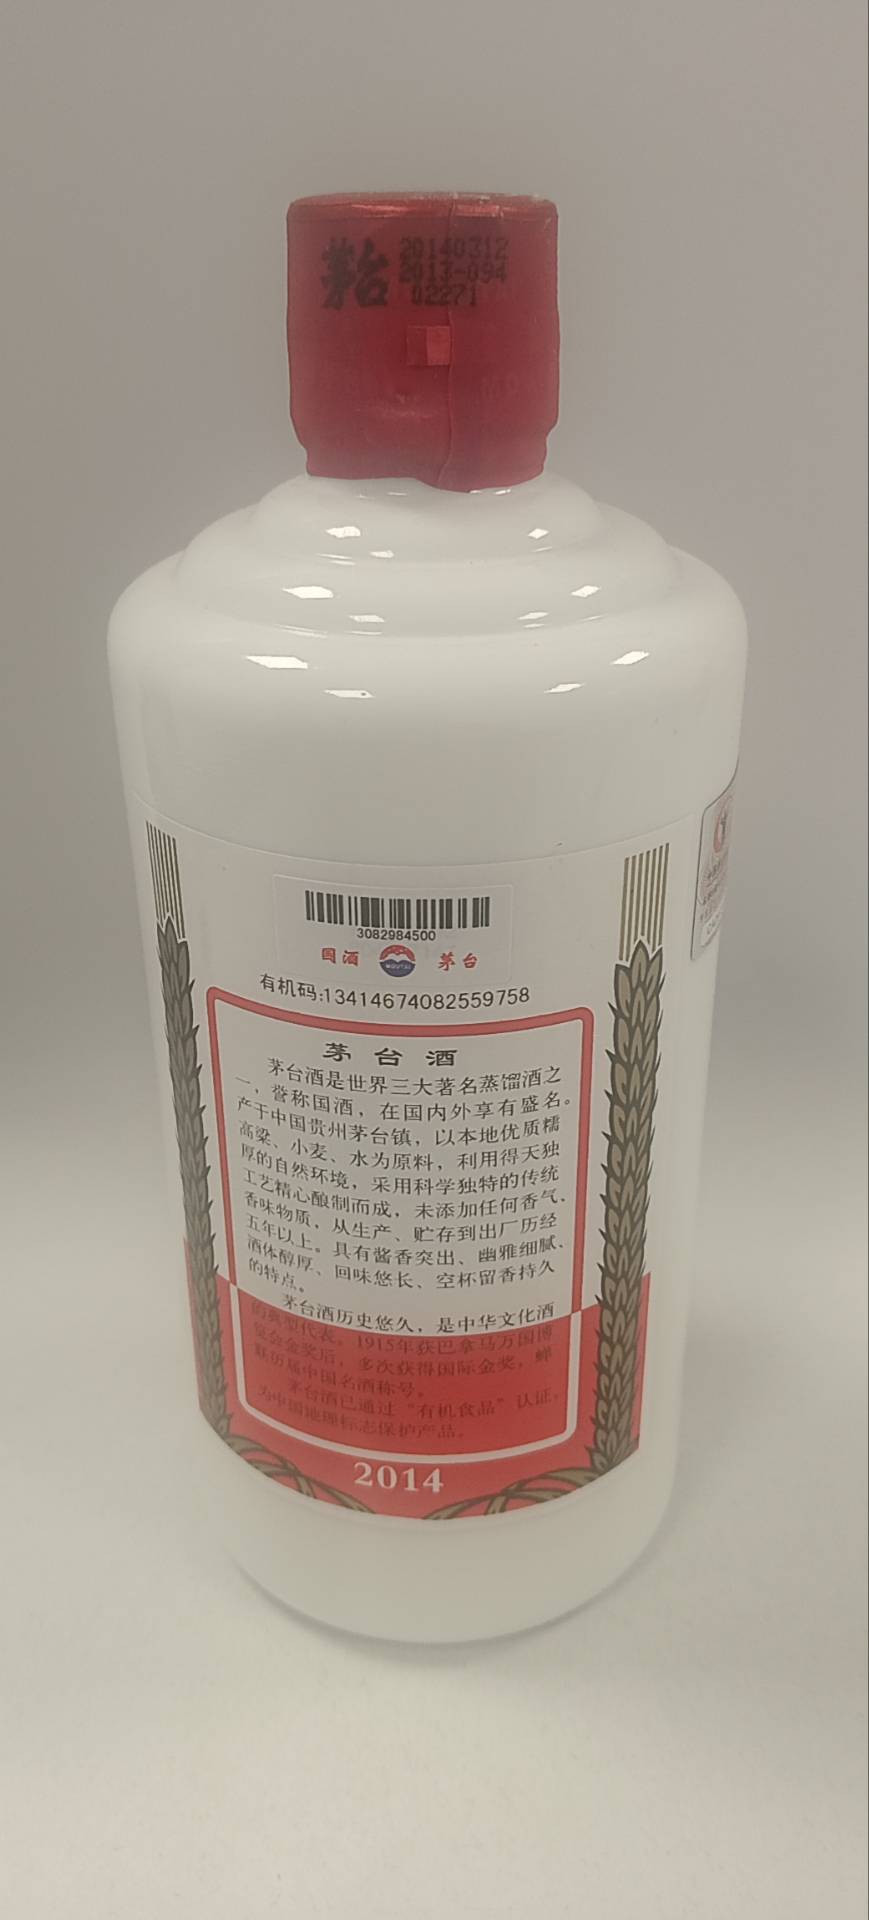 茅台
20140312
2013-094
02271
3082984500
国酒
MOUTAI
茅台
有机码:13414674082559758
茅台酒
茅台酒是世界三大著名蒸馏酒之
一，誉称国酒，在国内外享有盛名。
产于中国贵州茅台镇，以本地优质糯
高粱、小麦、水为原料，利用得天独
厚的自然环境，采用科学独特的传统
工艺精心酿制而成，未添加任何香气、
香味物质，从生产、贮存到出厂历经
五年以上。具有酱香突出、幽雅细腻、
酒体醇厚、回味悠长、空杯留香持久
的特点。
茅台酒历史悠久，是中华文化酒
的典型代表。1915年获巴拿马万国博
览会金奖后，多次获得国际金奖，蝉
联历届中国名酒称号。
茅台酒已通过“有机食品”认证，
为中国地理标志保护产品。
2014